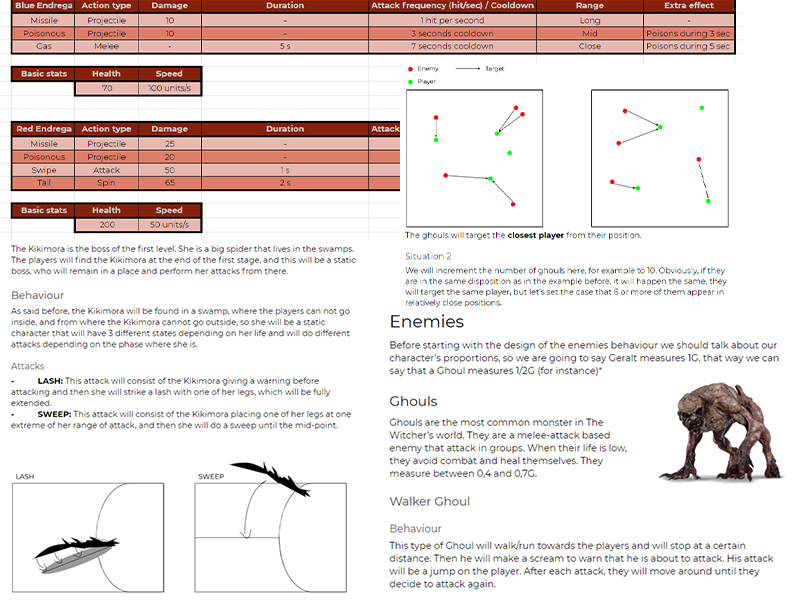 Blue Endrega Action type Damage Duration Attack frequency (hit/sec) / Cooldown Range Extra effect
Missile Projectile 10 - 1 hit per second Long -
Poisonous Projectile 10 - 3 seconds cooldown Mid Poisons during 3 sec
Gas Melee - 5 s 7 seconds cooldown Close Poisons during 5 sec
Basic stats Health Speed
70 100 units/s
Red Endrega Action type Damage Duration Attack
Missile Projectile 25 -
Poisonous Projectile 20 -
Swipe Attack 50 1 s
Tail Spin 65 2 s
Basic stats Health Speed
200 50 units/s
Enemy Target
Player
The ghouls will target the closest player from their position.
Situation 2
We will increment the number of ghouls here, for example to 10. Obviously, if they
are in the same disposition as in the example before, it will happen the same, they
will target the same player, but let's set the case that 6 or more of them appear in
relatively close positions.
The Kikimora is the boss of the first level. She is a big spider that lives in the swamps.
The players will find the Kikimora at the end of the first stage, and this will be a static
boss, who will remain in a place and perform her attacks from there.
Behaviour
As said before, the Kikimora will be found in a swamp, where the players can not go
inside, and from where the Kikimora cannot go outside, so she will be a static
character that will have 3 different states depending on her life and will do different
attacks depending on the phase where she is.
Attacks
- LASH: This attack will consist of the Kikimora giving a warning before
attacking and then she will strike a lash with one of her legs, which will be fully
extended.
- SWEEP: This attack will consist of the Kikimora placing one of her legs at one
extreme of her range of attack, and then she will do a sweep until the mid-point.
LASH
SWEEP
Enemies
Before starting with the design of the enemies behaviour we should talk about our
character's proportions, so we are going to say Geralt measures 1G, that way we can
say that a Ghoul measures 1/2G (for instance)*
Ghouls
Ghouls are the most common monster in The
Witcher's world. They are a melee-attack based
enemy that attack in groups. When their life is low,
they avoid combat and heal themselves. They
measure between 0,4 and 0,7G.
Walker Ghoul
Behaviour
This type of Ghoul will walk/run towards the players and will stop at a certain
distance. Then he will make a scream to warn that he is about to attack. His attack
will be a jump on the player. After each attack, they will move around until they
decide to attack again.